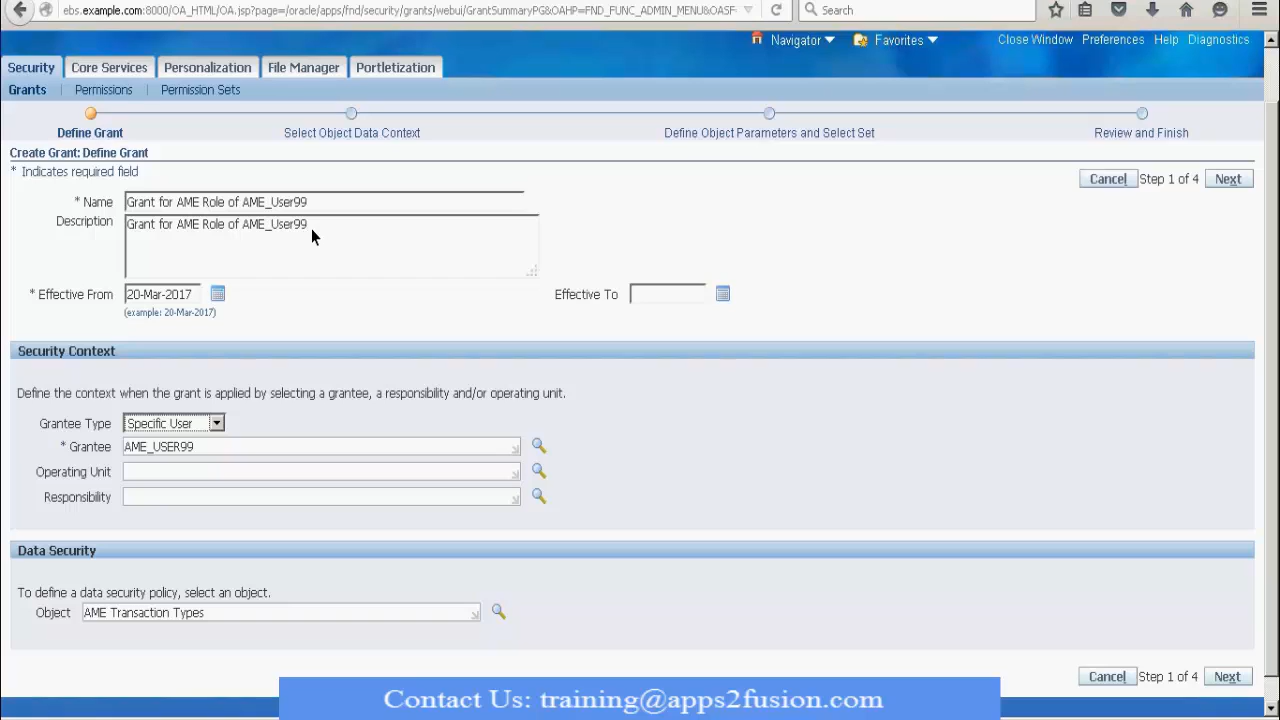 ebs.example.com:8000/OA_HTML/OA.jsp?page=/oracle/apps/fnd/security/grants/webui/GrantSummaryPG&OAHP=FND_FUNC_ADMIN_MENU&OASF=
Search
Navigator
Favorites
Close Window Preferences Help Diagnostics
Security Core Services Personalization File Manager Portletization
Grants Permissions Permission Sets
Define Grant Select Object Data Context Define Object Parameters and Select Set Review and Finish
Create Grant: Define Grant
* Indicates required field
Cancel Step 1 of 4 Next
* Name Grant for AME Role of AME_User99
Description Grant for AME Role of AME_User99
* Effective From 20-Mar-2017 Effective To
(example: 20-Mar-2017)
Security Context
Define the context when the grant is applied by selecting a grantee, a responsibility and/or operating unit.
Grantee Type Specific User
* Grantee AME_USER99
Operating Unit
Responsibility
Data Security
To define a data security policy, select an object.
Object AME Transaction Types
Cancel Step 1 of 4 Next
Contact Us: training@apps2fusion.com